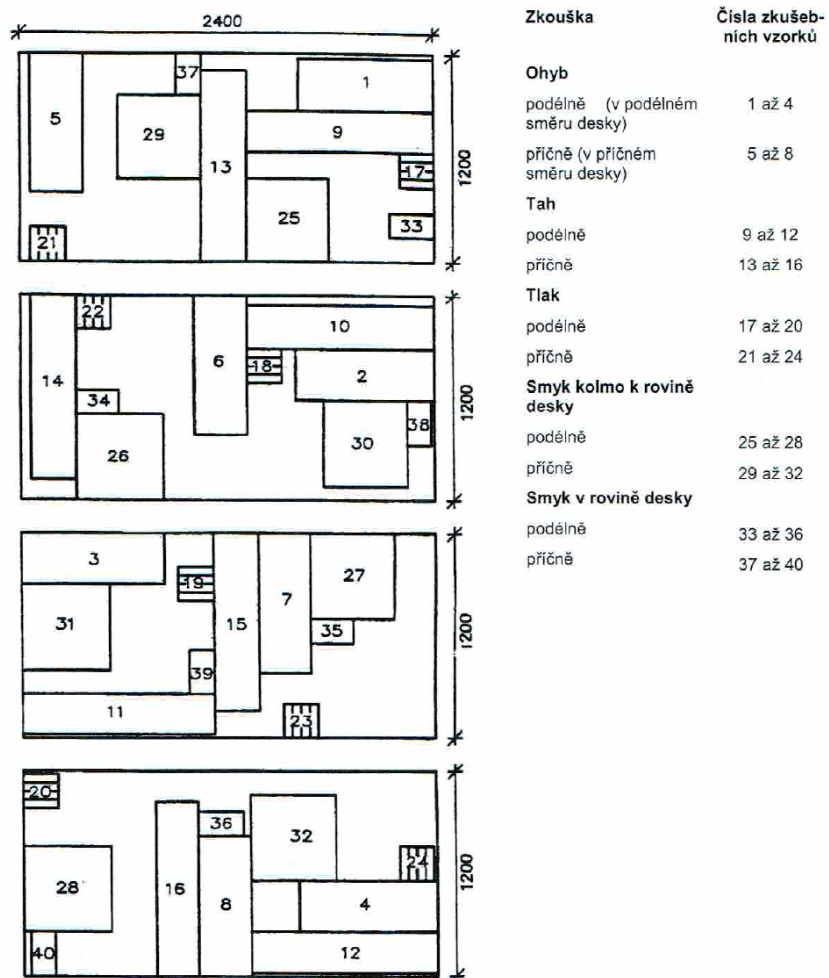 2400
37
1
5
29
9
13
17
1200
25
33
21
22
10
14
6
18
2
34
38
1200
26
30
3
19
27
31
15
7
35
39
1200
11
23
20
36
32
24
28
16
8
4
1200
40
12
Zkouška Čísla zkušeb-
ních vzorků
Ohyb
podélně (v podélném 1 až 4
směru desky)
příčně (v příčném 5 až 8
směru desky)
Tah
podélně 9 až 12
příčně 13 až 16
Tlak
podélně 17 až 20
příčně 21 až 24
Smyk kolmo k rovině
desky
podélně 25 až 28
příčně 29 až 32
Smyk v rovině desky
podélně 33 až 36
příčně 37 až 40